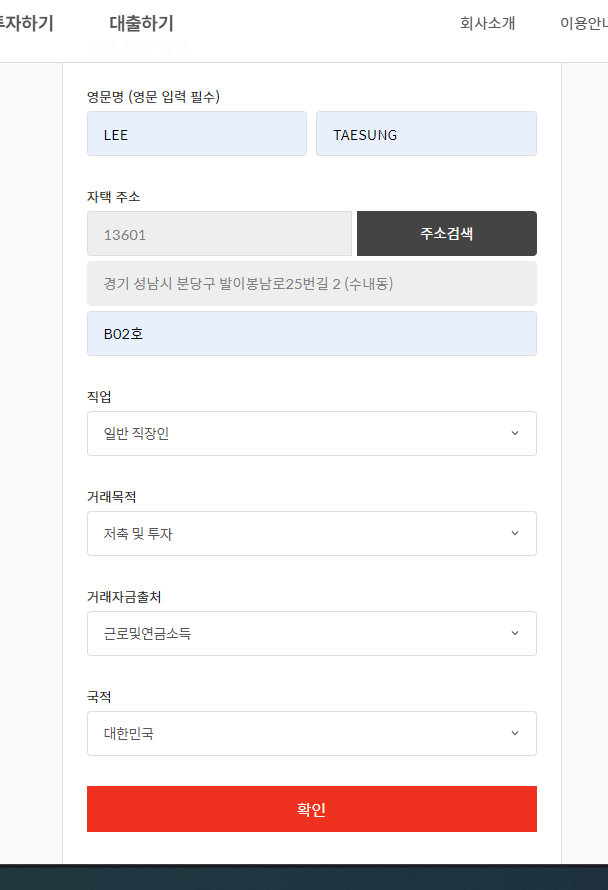 투자하기 대출하기 회사소개 이용안내
영문명 (영문 입력 필수)
LEE TAESUNG
자택 주소
13601 주소검색
경기 성남시 분당구 발이봉남로25번길 2 (수내동)
B02호
직업
일반 직장인
거래목적
저축 및 투자
거래자금출처
근로및연금소득
국적
대한민국
확인